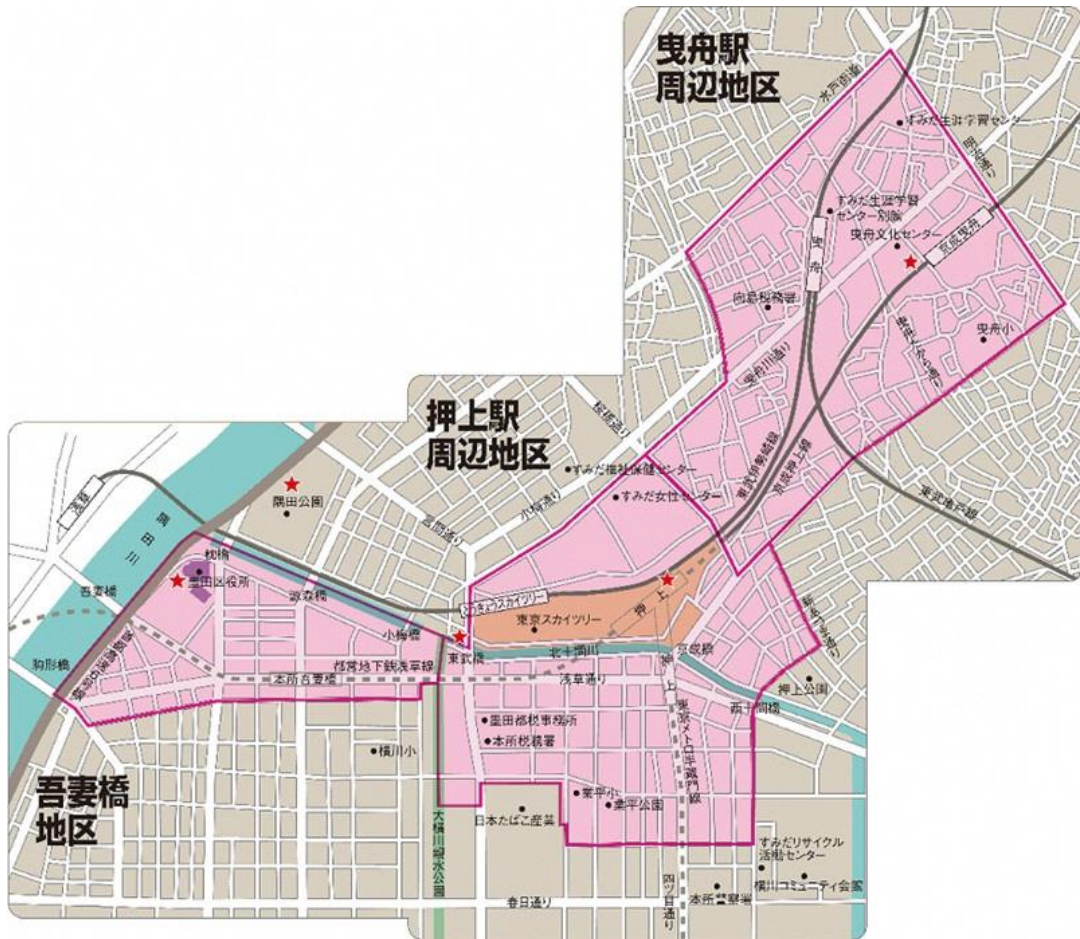 曳舟駅
周辺地区
水戸街道
すみだ生涯学習センター
明治通り
すみだ生涯学習
センター別館
曳舟文化センター
京成曳舟
曳舟
向島税務署
曳舟小
曳舟川通り
押上駅
周辺地区
桜橋通り
すみだ福祉保健センター
すみだ女性センター
東武伊勢崎線
京成押上線
東武亀戸線
小梅通り
言問通り
浅草
隅田川
隅田公園
枕橋
墨田区役所
吾妻橋
源森橋
とうきょうスカイツリー
東京スカイツリー
押上
小梅橋
東武橋
北十間川
京成橋
駒形橋
都営地下鉄浅草線
本所吾妻橋
浅草通り
押上
押上公園
西十間橋
東京メトロ半蔵門線
墨田都税事務所
本所税務署
横川小
吾妻橋
地区
業平小
業平公園
日本たばこ産業
大横川親水公園
すみだリサイクル
活動センター
横川コミュニティ会館
本所警察署
四ツ目通り
春日通り